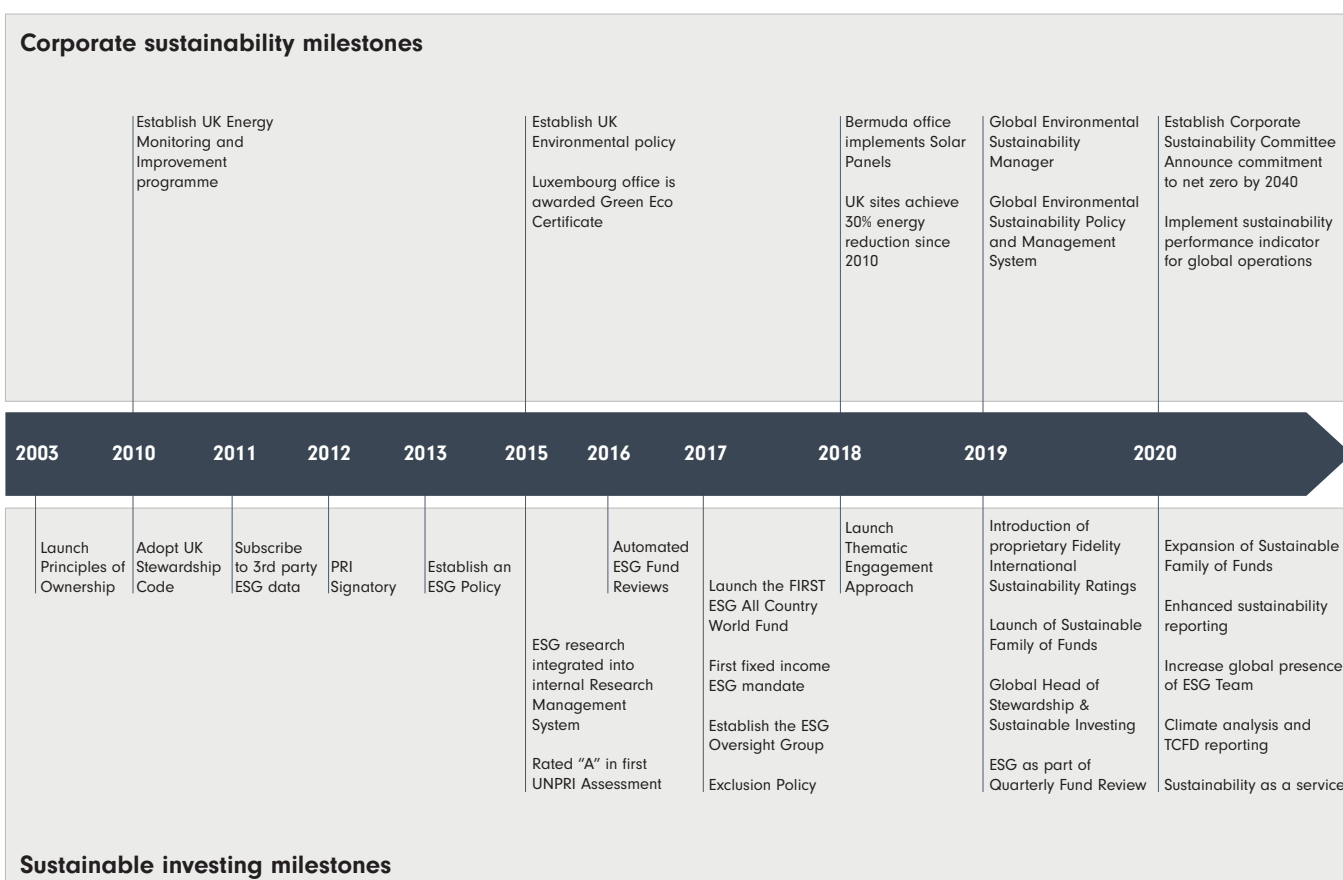 Corporate sustainability milestones
Establish UK Energy
Monitoring and
Improvement
programme
Establish UK
Environmental policy
Luxembourg office is
awarded Green Eco
Certificate
Bermuda office
implements Solar
Panels
UK sites achieve
30% energy
reduction since
2010
Global Environmental
Sustainability
Manager
Global Environmental
Sustainability Policy
and Management
System
Establish Corporate
Sustainability Committee
Announce commitment
to net zero by 2040
Implement sustainability
performance indicator
for global operations
2003 2010 2011 2012 2013 2015 2016 2017 2018 2019 2020
Launch
Principles of
Ownership
Adopt UK
Stewardship
Code
Subscribe
to 3rd party
ESG data
PRI
Signatory
Establish an
ESG Policy
ESG research
integrated into
internal Research
Management
System
Rated “A” in first
UNPRI Assessment
Automated
ESG Fund
Reviews
Launch the FIRST
ESG All Country
World Fund
First fixed income
ESG mandate
Establish the ESG
Oversight Group
Exclusion Policy
Launch
Thematic
Engagement
Approach
Introduction of
proprietary Fidelity
International
Sustainability Ratings
Launch of Sustainable
Family of Funds
Global Head of
Stewardship &
Sustainable Investing
ESG as part of
Quarterly Fund Review
Expansion of Sustainable
Family of Funds
Enhanced sustainability
reporting
Increase global presence
of ESG Team
Climate analysis and
TCFD reporting
Sustainability as a service
Sustainable investing milestones